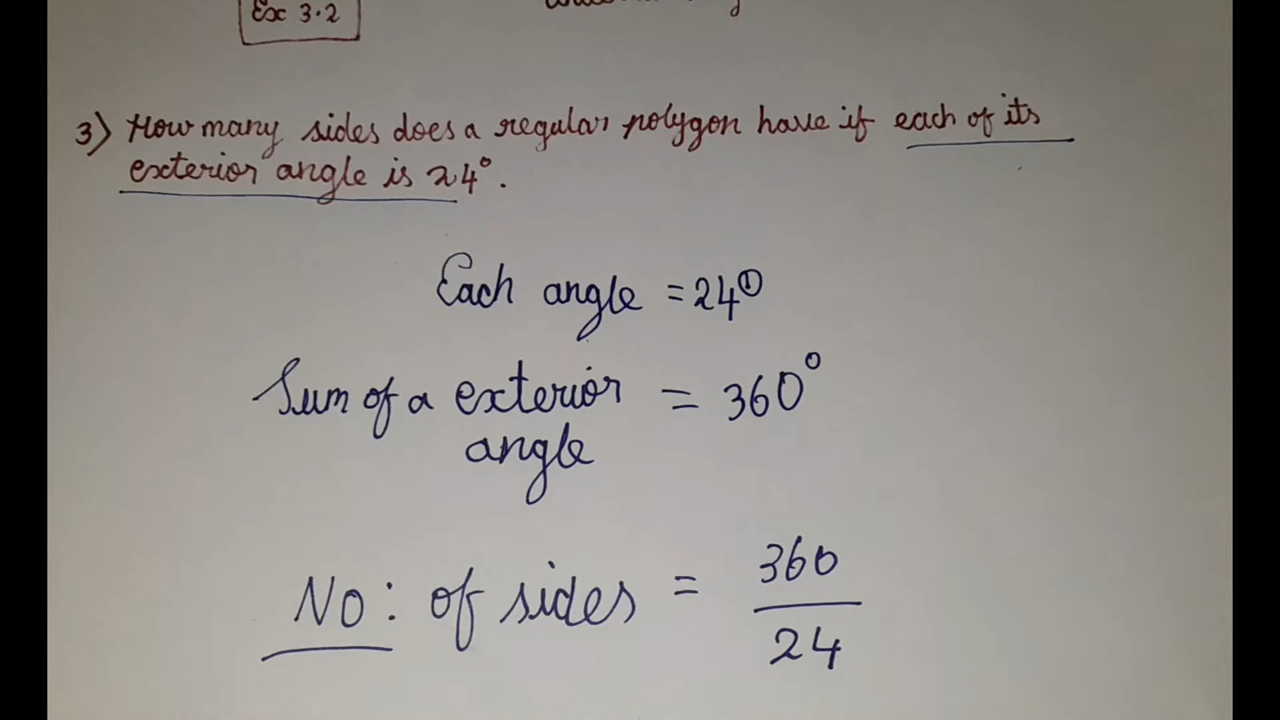 Ex 3.2
3) How many sides does a regular polygon have if each of its
exterior angle is 24°.
Each angle = 24°
Sum of a exterior = 360°
angle
No: of sides = 360
24